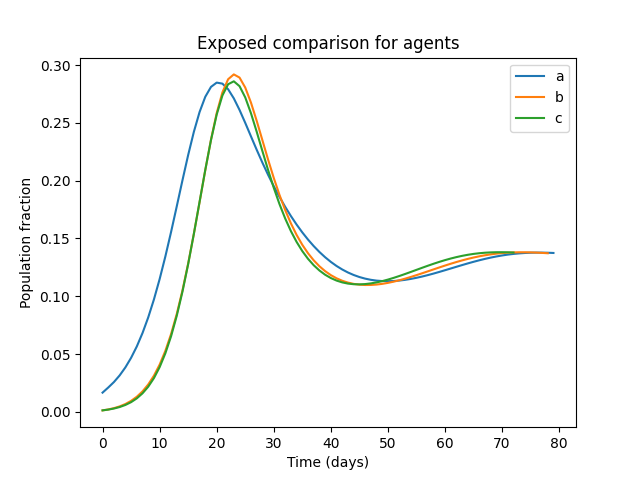 Exposed comparison for agents
a
b
c
Population fraction
0.30
0.25
0.20
0.15
0.10
0.05
0.00
0 10 20 30 40 50 60 70 80
Time (days)